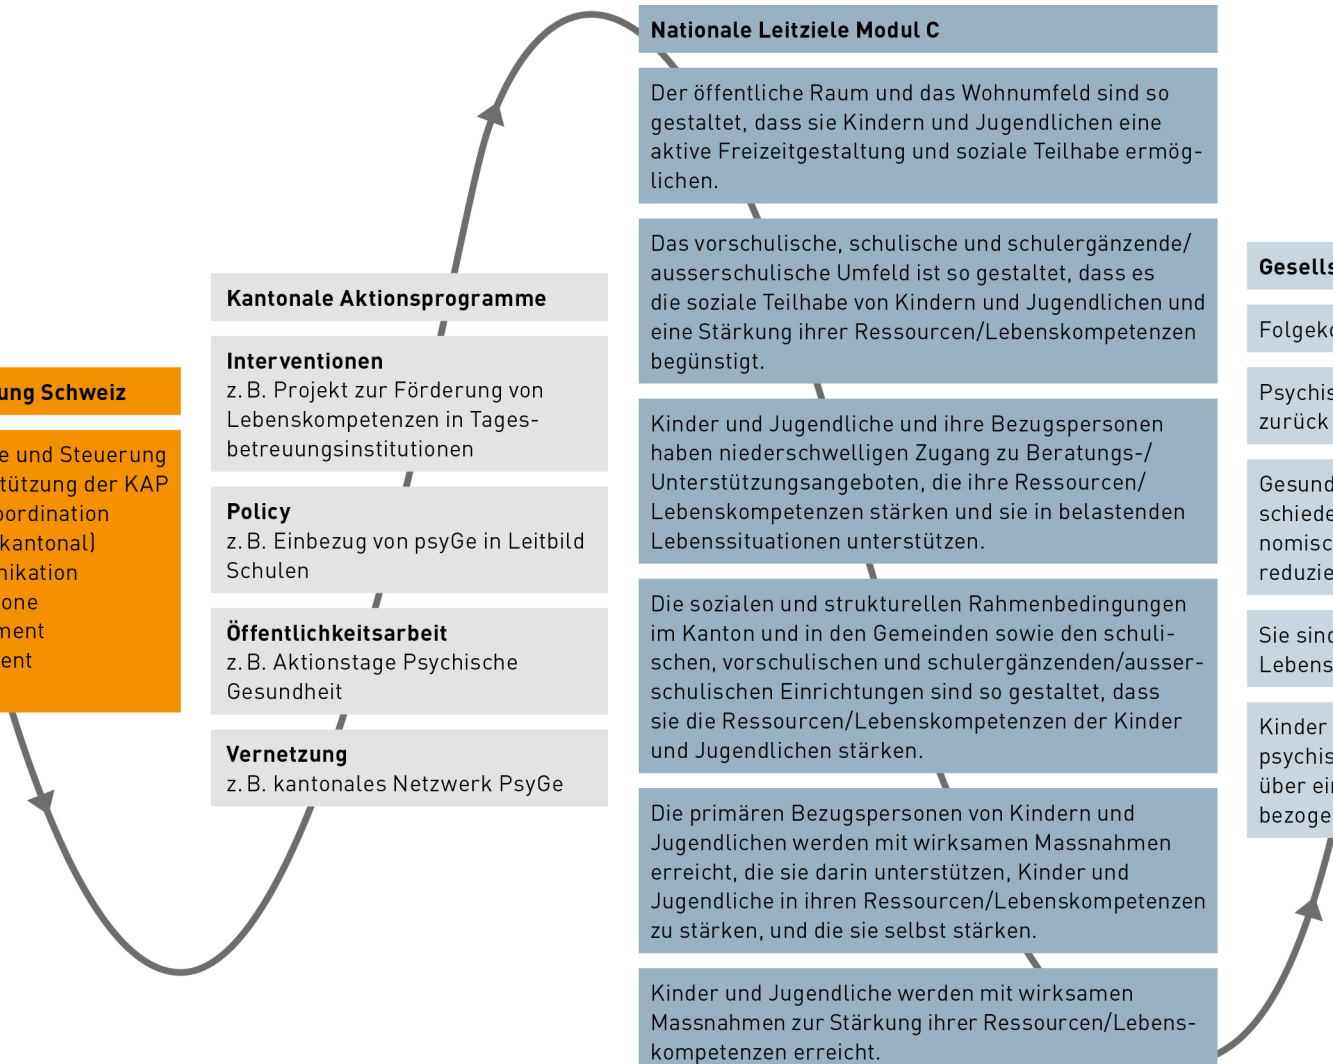 ung Schweiz
e und Steuerung
tützung der KAP
oordination
kantonal)
nikation
one
ment
ent
Kantonale Aktionsprogramme
Interventionen
z. B. Projekt zur Förderung von
Lebenskompetenzen in Tages-
betreuungsinstitutionen
Policy
z. B. Einbezug von psyGe in Leitbild
Schulen
Öffentlichkeitsarbeit
z. B. Aktionstage Psychische
Gesundheit
Vernetzung
z. B. kantonales Netzwerk PsyGe
Nationale Leitziele Modul C
Der öffentliche Raum und das Wohnumfeld sind so
gestaltet, dass sie Kindern und Jugendlichen eine
aktive Freizeitgestaltung und soziale Teilhabe ermög-
lichen.
Das vorschulische, schulische und schulergänzende/
ausserschulische Umfeld ist so gestaltet, dass es
die soziale Teilhabe von Kindern und Jugendlichen und
eine Stärkung ihrer Ressourcen/Lebenskompetenzen
begünstigt.
Kinder und Jugendliche und ihre Bezugspersonen
haben niederschwelligen Zugang zu Beratungs-/
Unterstützungsangeboten, die ihre Ressourcen/
Lebenskompetenzen stärken und sie in belastenden
Lebenssituationen unterstützen.
Die sozialen und strukturellen Rahmenbedingungen
im Kanton und in den Gemeinden sowie den schuli-
schen, vorschulischen und schulergänzenden/ausser-
schulischen Einrichtungen sind so gestaltet, dass
sie die Ressourcen/Lebenskompetenzen der Kinder
und Jugendlichen stärken.
Die primären Bezugspersonen von Kindern und
Jugendlichen werden mit wirksamen Massnahmen
erreicht, die sie darin unterstützen, Kinder und
Jugendliche in ihren Ressourcen/Lebenskompetenzen
zu stärken, und die sie selbst stärken.
Kinder und Jugendliche werden mit wirksamen
Massnahmen zur Stärkung ihrer Ressourcen/Lebens-
kompetenzen erreicht.
Gesells
Folgeko
Psychis
zurück
Gesund
schiede
nomisc
reduzie
Sie sind
Lebens
Kinder
psychis
über ei
bezoge